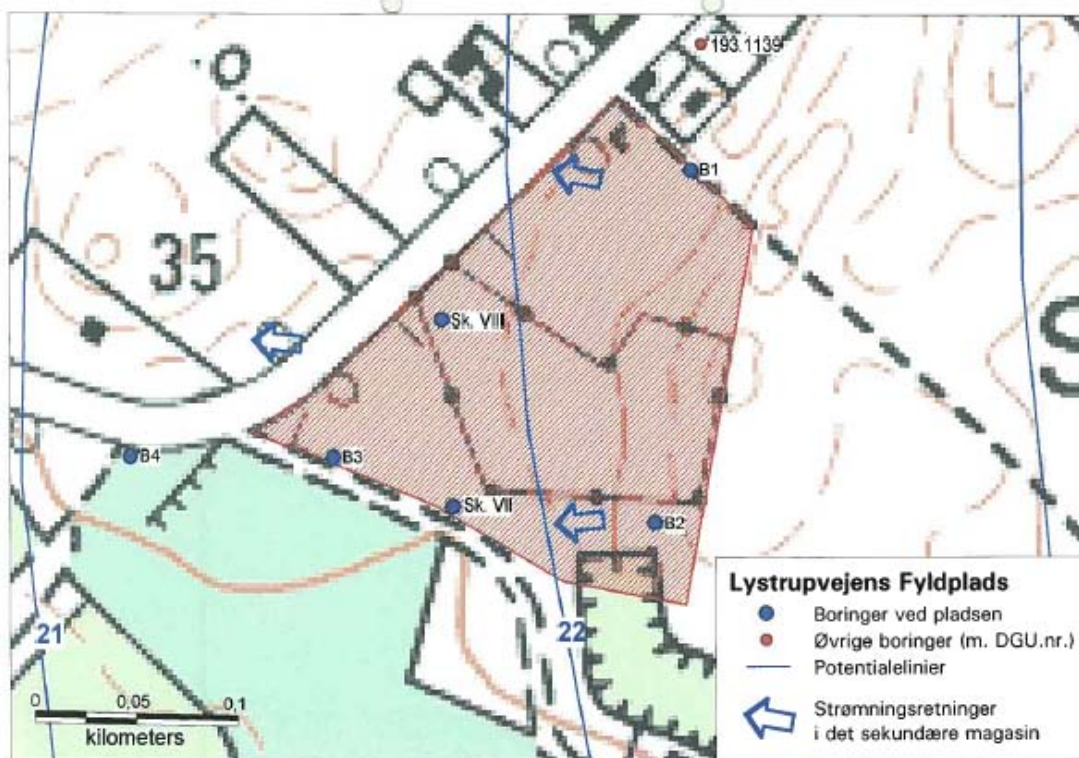 193.1139
B1
35
Sk. VIII
B4
B3
Sk. VII
B2
21
22
0 0,05 0,1
kilometers
Lystrupvejens Fyldplads
Boringer ved pladsen
Øvrige boringer (m. DGU.nr.)
Potentialelinier
Strømningsretninger
i det sekundære magasin